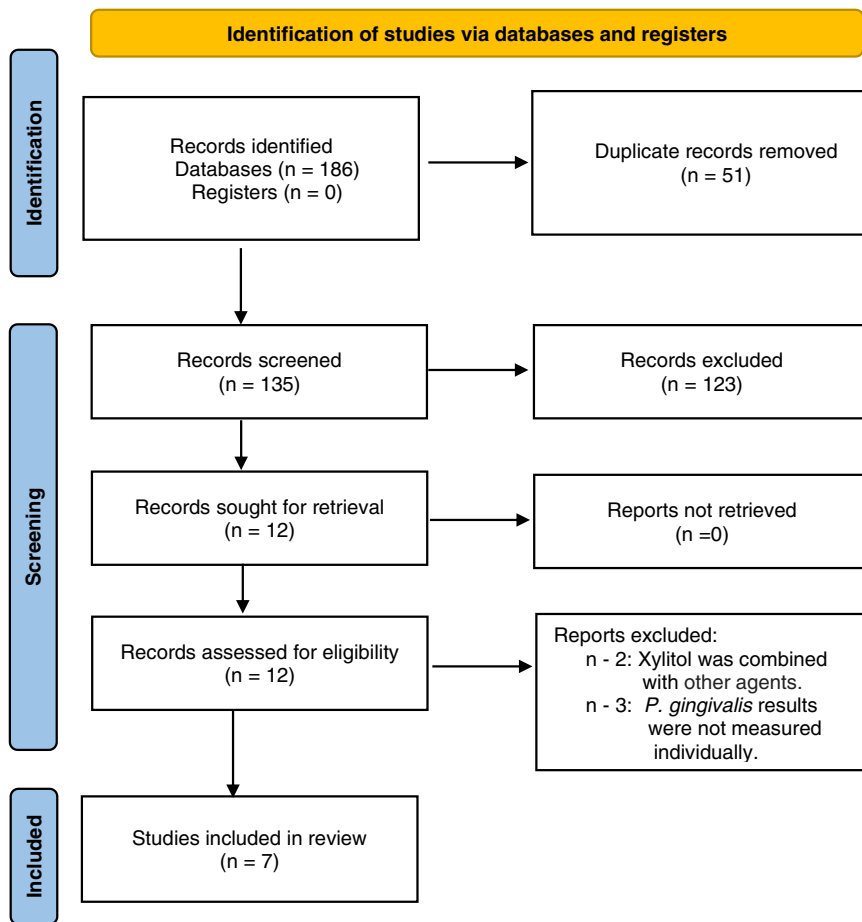 Identification of studies via databases and registers
Identification
Records identified
Databases (n = 186)
Registers (n = 0)
Duplicate records removed
(n = 51)
Screening
Records screened
(n = 135)
Records excluded
(n = 123)
Records sought for retrieval
(n = 12)
Reports not retrieved
(n =0)
Records assessed for eligibility
(n = 12)
Reports excluded:
n - 2: Xylitol was combined
with other agents.
n - 3: P. gingivalis results
were not measured
individually.
Included
Studies included in review
(n = 7)